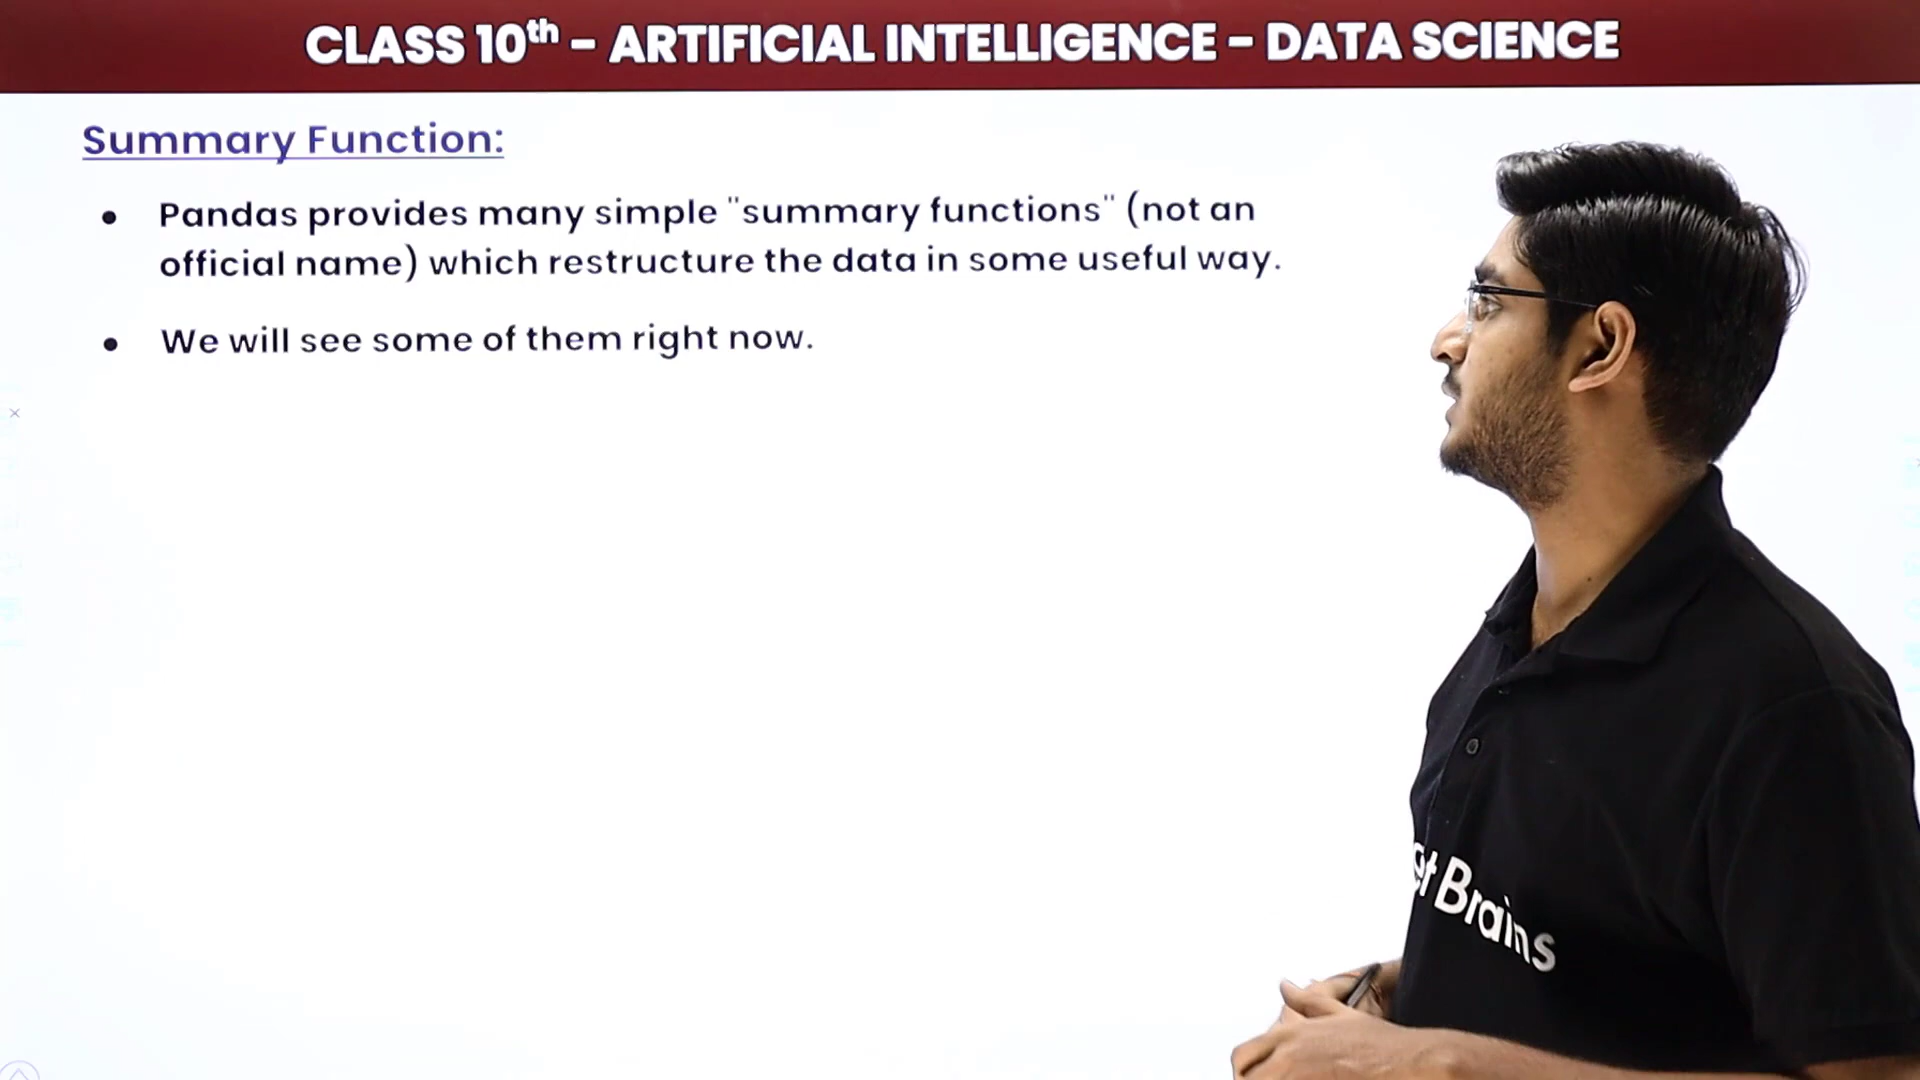 CLASS 10th - ARTIFICIAL INTELLIGENCE - DATA SCIENCE
Summary Function:
• Pandas provides many simple "summary functions" (not an
official name) which restructure the data in some useful way.
• We will see some of them right now.
et Brains